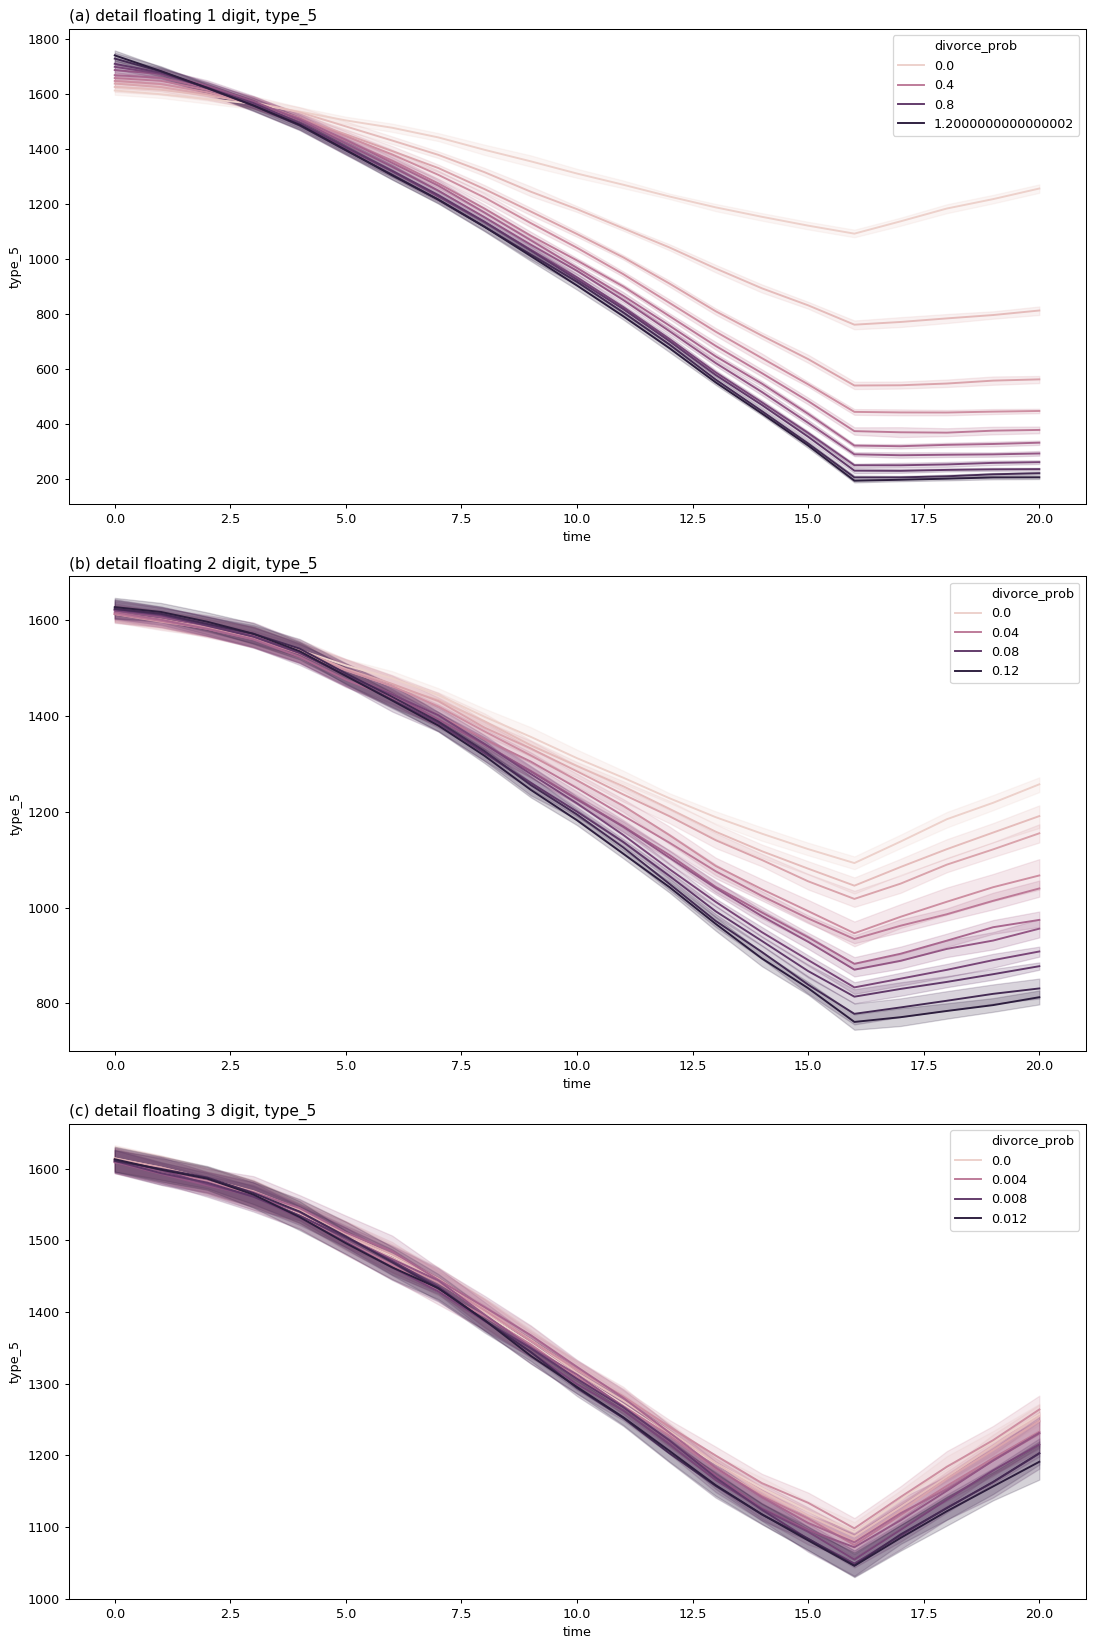 (a) detail floating 1 digit, type_5
1800
1600
1400
1200
1000
800
600
400
200
type_5
divorce_prob
0.0
0.4
0.8
1.2000000000000002
0.0 2.5 5.0 7.5 10.0 12.5 15.0 17.5 20.0
time
(b) detail floating 2 digit, type_5
1600
1400
1200
1000
800
type_5
divorce_prob
0.0
0.04
0.08
0.12
0.0 2.5 5.0 7.5 10.0 12.5 15.0 17.5 20.0
time
(c) detail floating 3 digit, type_5
1600
1500
1400
1300
1200
1100
1000
type_5
divorce_prob
0.0
0.004
0.008
0.012
0.0 2.5 5.0 7.5 10.0 12.5 15.0 17.5 20.0
time